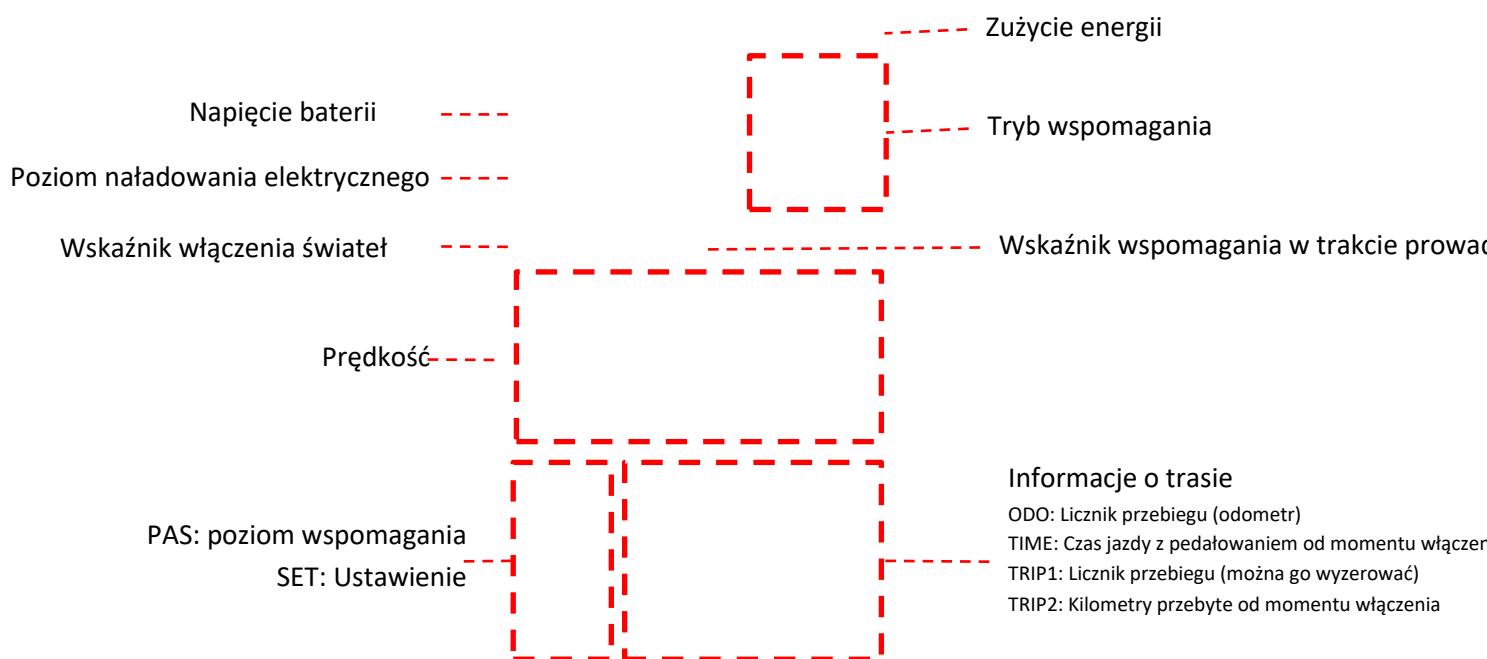 Zużycie energii
Napięcie baterii
Tryb wspomagania
Poziom naładowania elektrycznego
Wskaźnik włączenia świateł
Wskaźnik wspomagania w trakcie
Prędkość
Informacje o trasie
ODO: Licznik przebiegu (odometr)
PAS: poziom wspomagania
TIME: Czas jazdy z pedałowaniem od momentu
SET: Ustawienie
TRIP1: Licznik przebiegu (można go wyzerować)
TRIP2: Kilometry przebyte od momentu włączenia